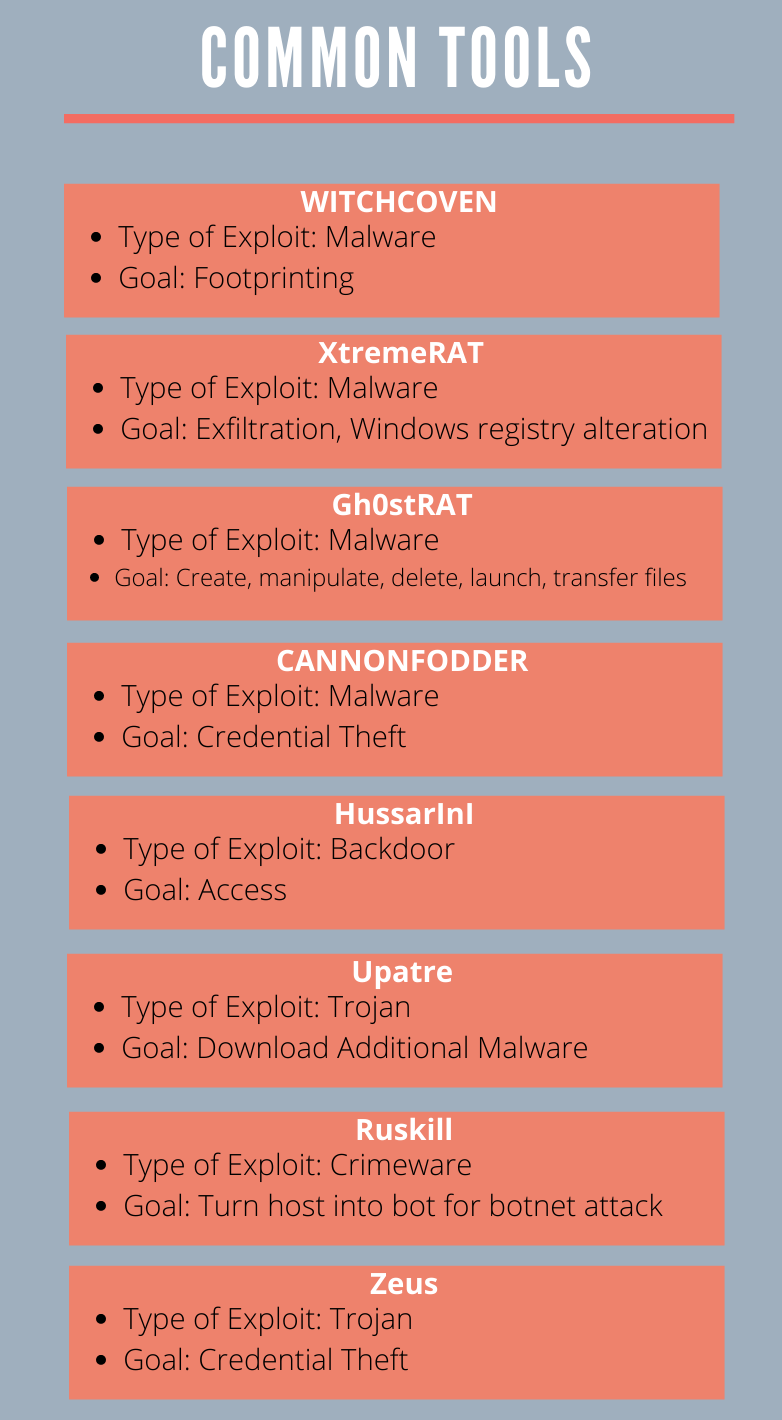 COMMON TOOLS
WITCHCOVEN
• Type of Exploit: Malware
• Goal: Footprinting
XtremeRAT
• Type of Exploit: Malware
• Goal: Exfiltration, Windows registry alteration
Gh0stRAT
• Type of Exploit: Malware
• Goal: Create, manipulate, delete, launch, transfer files
CANNONFODDER
• Type of Exploit: Malware
• Goal: Credential Theft
HussarInI
• Type of Exploit: Backdoor
• Goal: Access
Upatre
• Type of Exploit: Trojan
• Goal: Download Additional Malware
Ruskill
• Type of Exploit: Crimeware
• Goal: Turn host into bot for botnet attack
Zeus
• Type of Exploit: Trojan
• Goal: Credential Theft